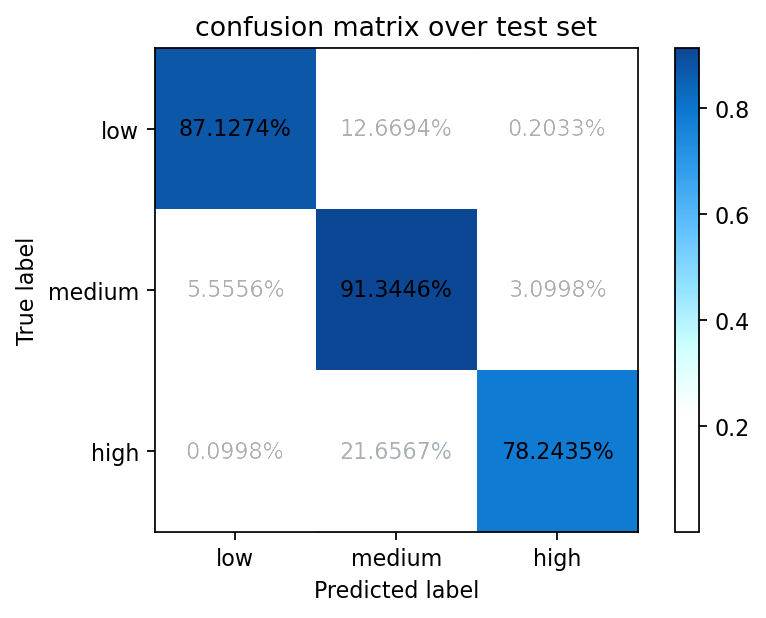 confusion matrix over test set
low 87.1274% 12.6694% 0.2033% 0.8
0.6
True label
medium 5.5556% 91.3446% 3.0998%
0.4
0.2
high 0.0998% 21.6567% 78.2435%
low medium high
Predicted label